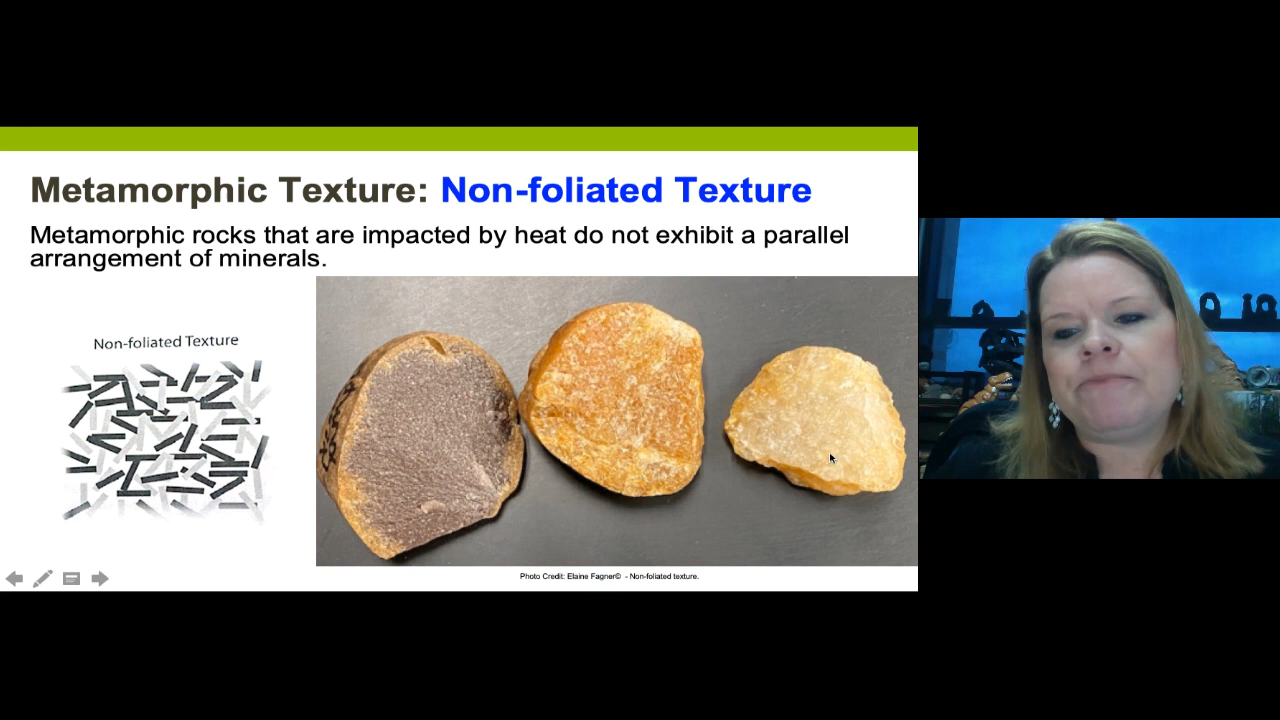 Metamorphic Texture: Non-foliated Texture
Metamorphic rocks that are impacted by heat do not exhibit a parallel
arrangement of minerals.
Non-foliated Texture
Photo Credit: Elaine Fagner© - Non-foliated texture.